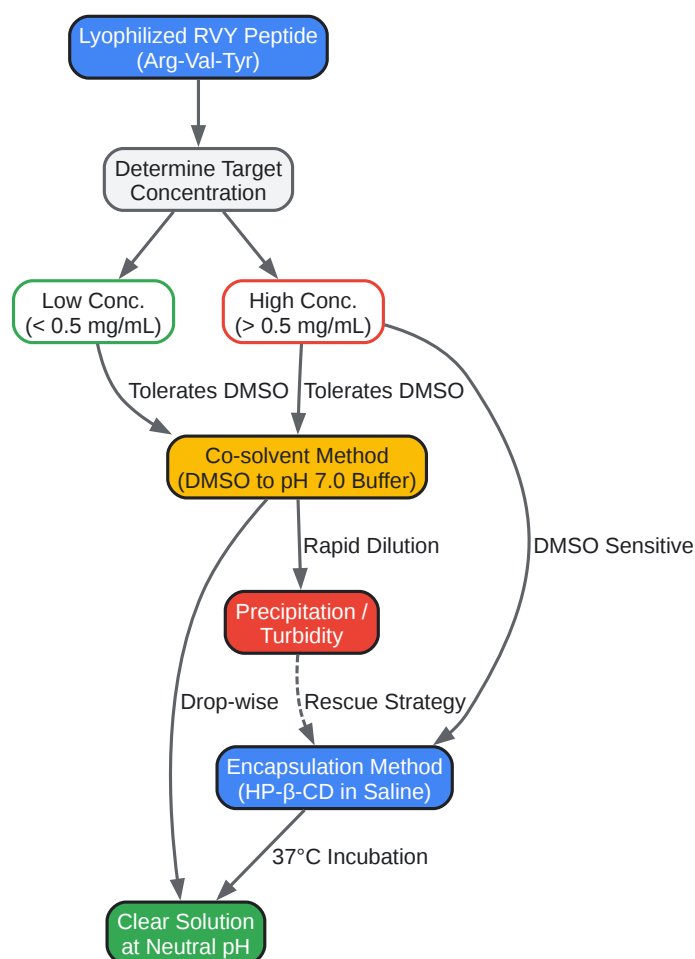 Lyophilized RVY Peptide
(Arg-Val-Tyr)
Determine Target
Concentration
Low Conc.
(< 0.5 mg/mL)
High Conc.
(> 0.5 mg/mL)
Tolerates DMSO
Tolerates DMSO
Co-solvent Method
(DMSO to pH 7.0 Buffer)
Rapid Dilution
DMSO Sensitive
Precipitation /
Turbidity
Drop-wise
Rescue Strategy
Encapsulation Method
(HP-β-CD in Saline)
37°C Incubation
Clear Solution
at Neutral pH